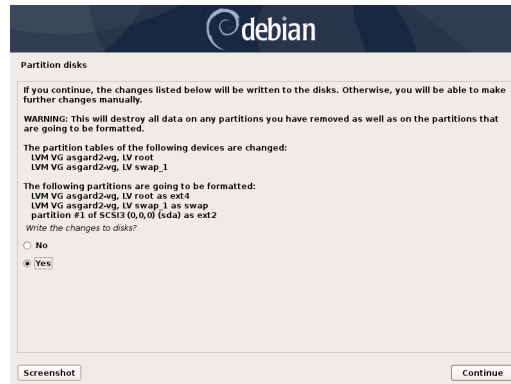 debian
Partition disks
If you continue, the changes listed below will be written to the disks. Otherwise, you will be able to make
further changes manually.
WARNING: This will destroy all data on any partitions you have removed as well as on the partitions that
are going to be formatted.
The partition tables of the following devices are changed:
LVM VG asgard2-vg, LV root
LVM VG asgard2-vg, LV swap_1
The following partitions are going to be formatted:
LVM VG asgard2-vg, LV root as ext4
LVM VG asgard2-vg, LV swap_1 as swap
partition #1 of SCSI3 (0,0,0) (sda) as ext2
Write the changes to disks?
No
Yes
Screenshot
Continue